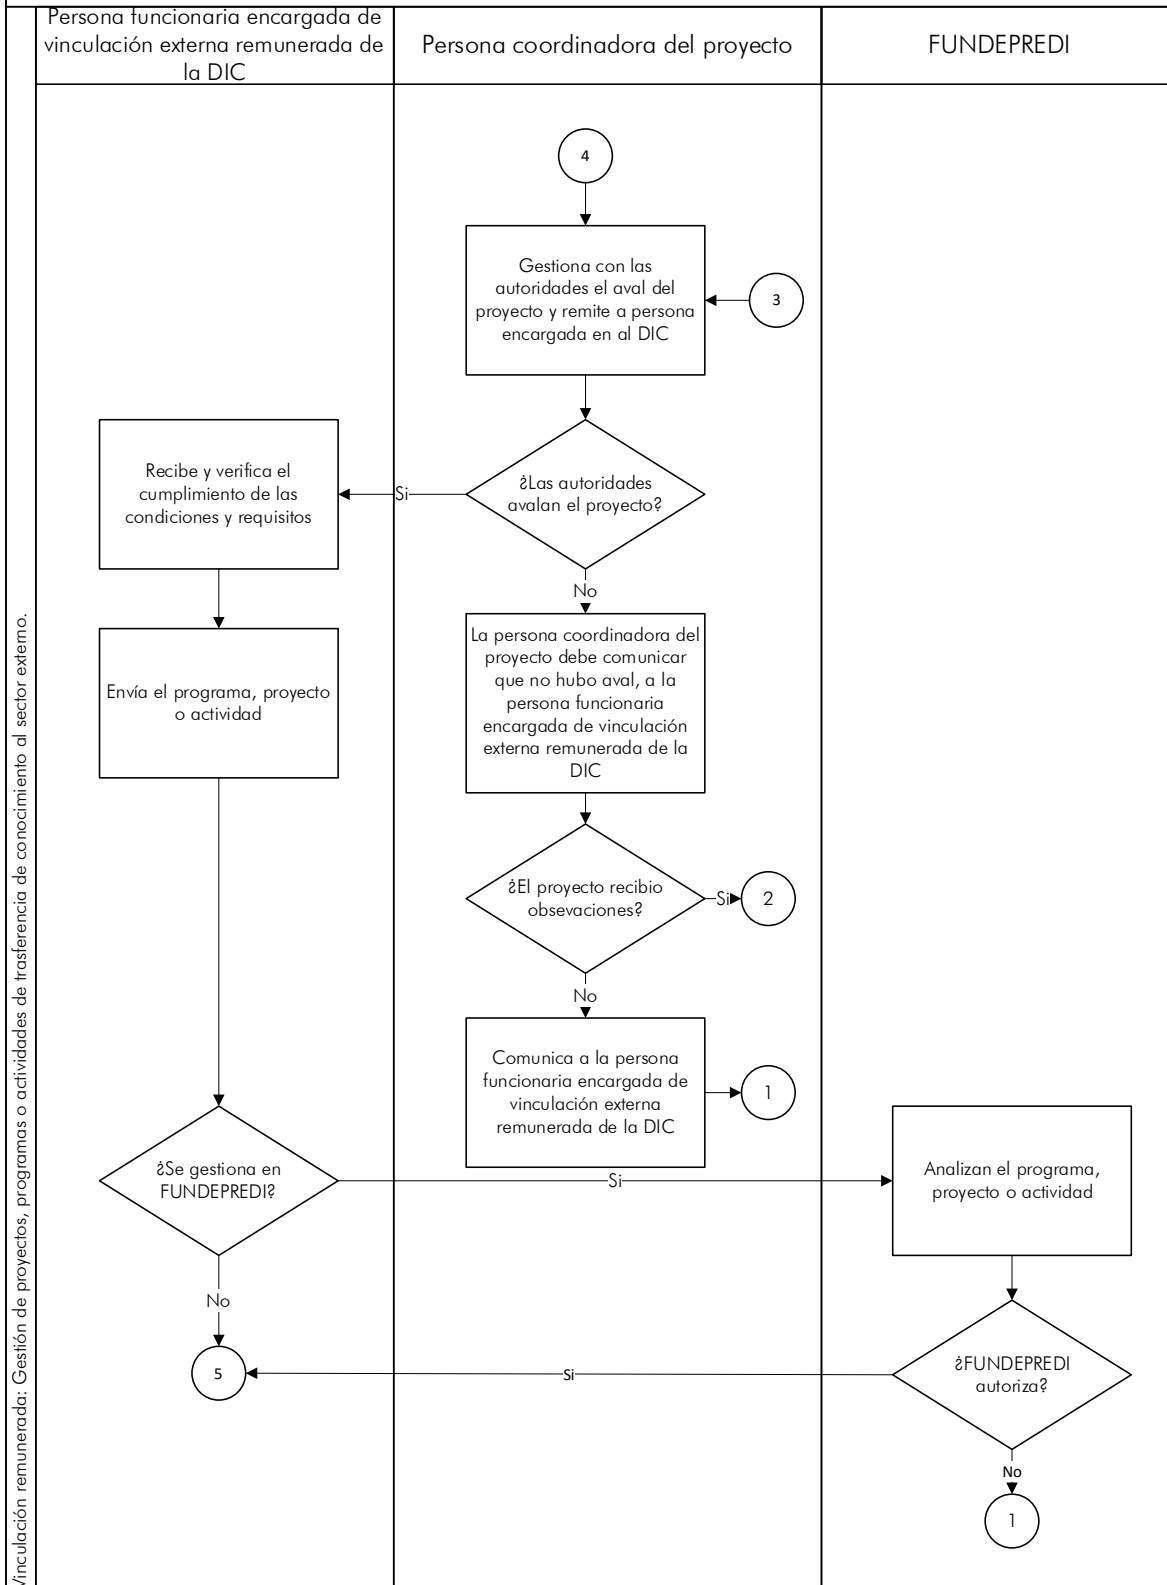 Persona funcionaria encargada de
vinculación externa remunerada de
la DIC
Persona coordinadora del proyecto
FUNDEPREDI
4
Gestiona con las
autoridades el aval del
proyecto y remite a persona
encargada en al DIC
3
¿Las autoridades
avalan el proyecto?
Si
Recibe y verifica el
cumplimiento de las
condiciones y requisitos
No
Envía el programa, proyecto
o actividad
La persona coordinadora del
proyecto debe comunicar
que no hubo aval, a la
persona funcionaria
encargada de vinculación
externa remunerada de la
DIC
¿El proyecto recibio
obsevaciones?
Si
2
No
Comunica a la persona
funcionaria encargada de
vinculación externa
remunerada de la DIC
1
¿Se gestiona en
FUNDEPREDI?
Si
Analizan el programa,
proyecto o actividad
No
5
Si
¿FUNDEPREDI
autoriza?
No
1
Vinculación remunerada: Gestión de proyectos, programas o actividades de trasferencia de conocimiento al sector externo.